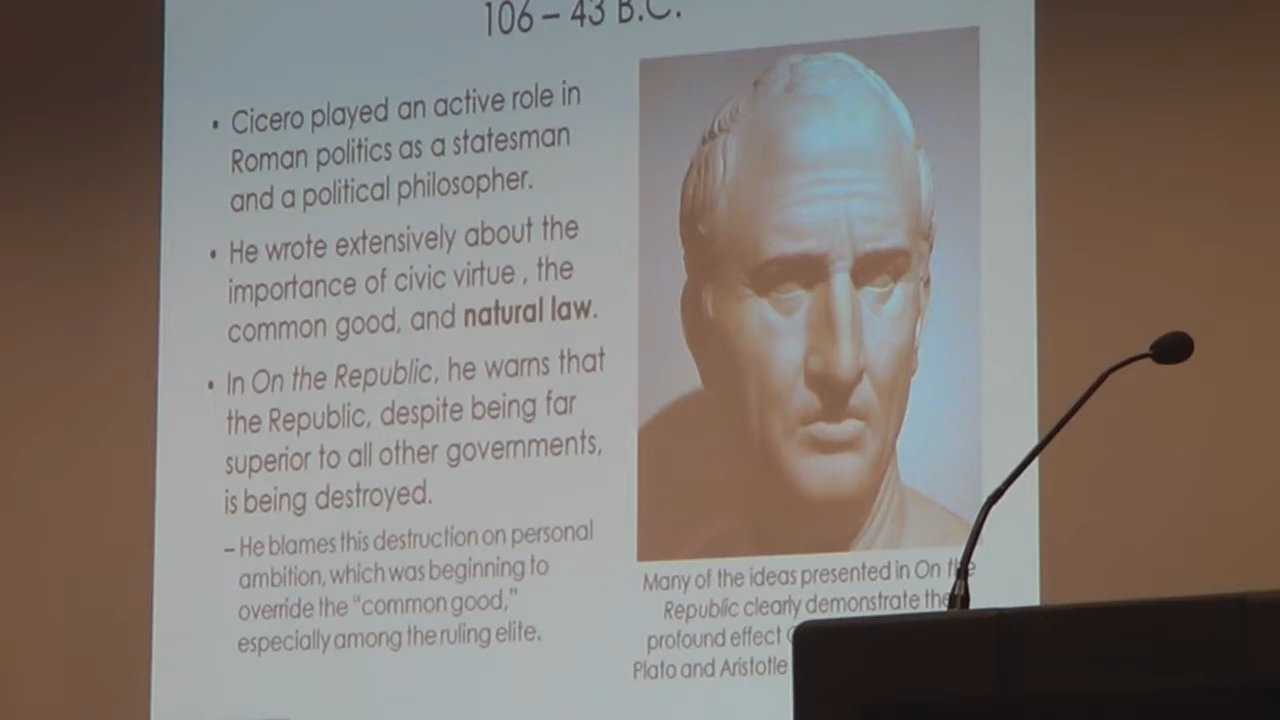 106 – 43 B.C.
• Cicero played an active role in
Roman politics as a statesman
and a political philosopher.
• He wrote extensively about the
importance of civic virtue , the
common good, and natural law.
• In On the Republic, he warns that
the Republic, despite being far
superior to all other governments,
is being destroyed.
– He blames this destruction on personal
ambition, which was beginning to
override the “common good,”
especially among the ruling elite.
Many of the ideas presented in On the
Republic clearly demonstrate the
profound effect
Plato and Aristotle